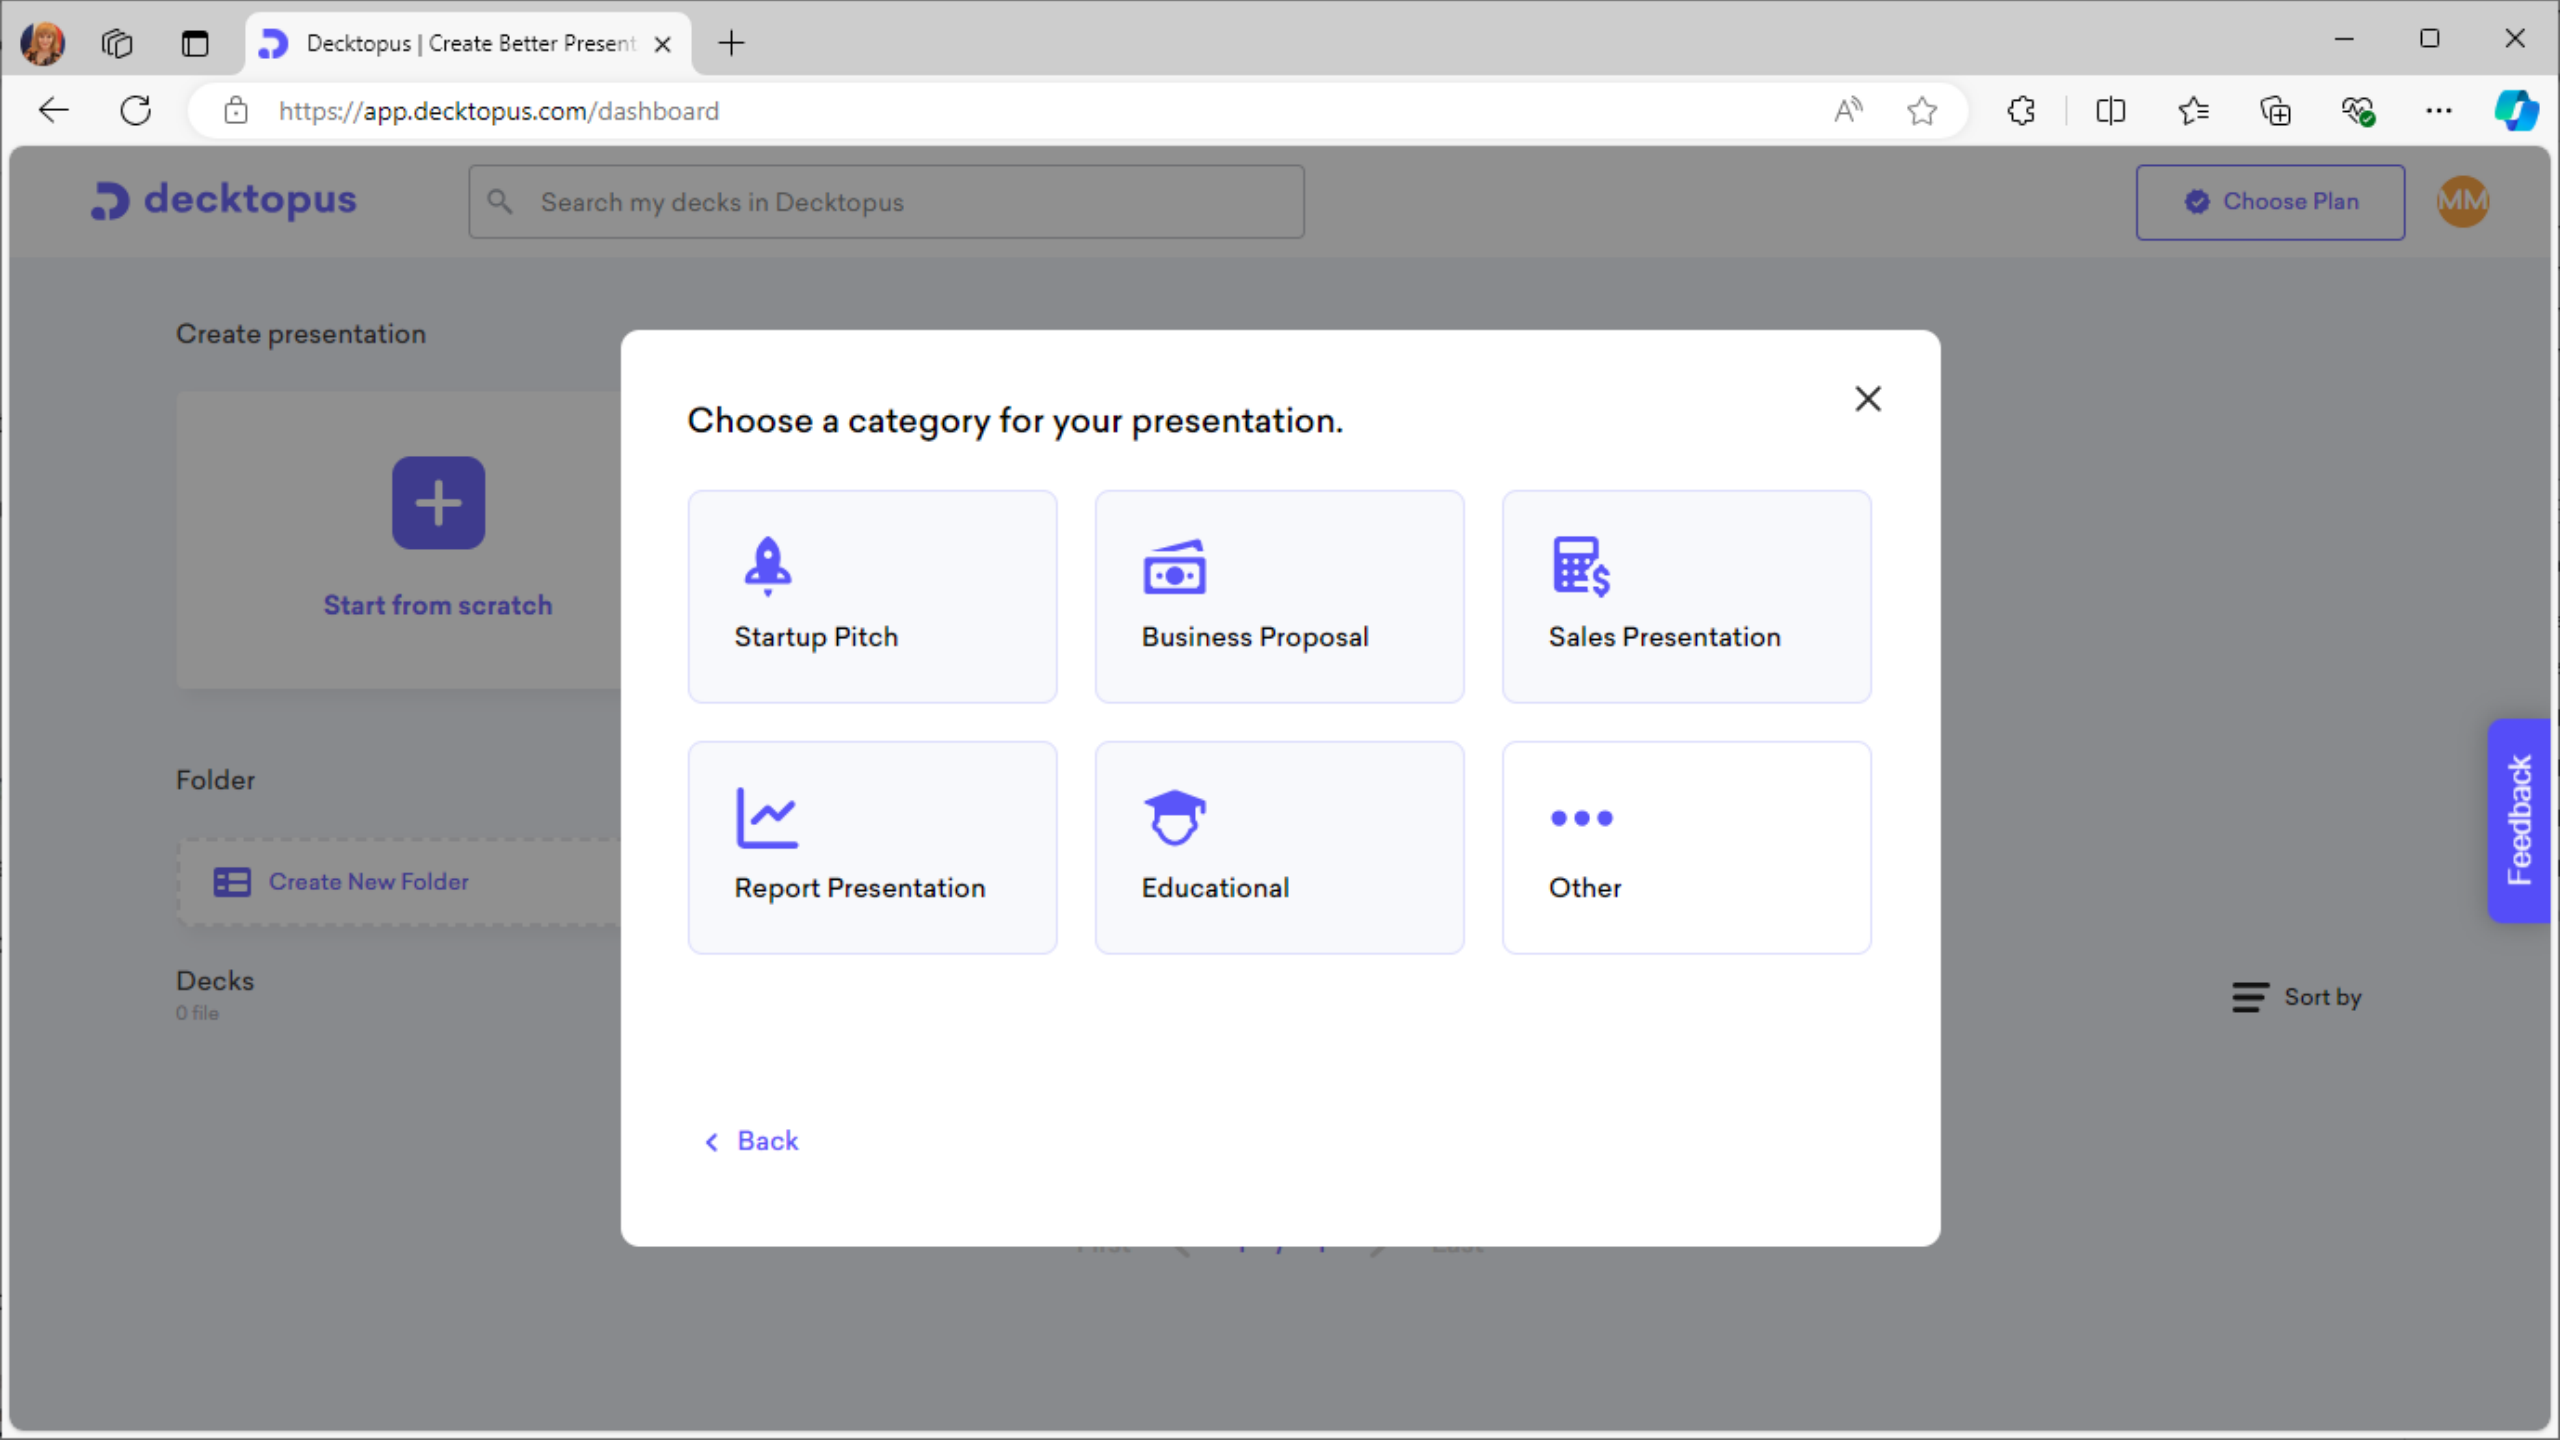 Decktopus | Create Better Present
https://app.decktopus.com/dashboard
decktopus
Search my decks in Decktopus
Choose Plan
MM
Create presentation
Start from scratch
Choose a category for your presentation.
Startup Pitch
Business Proposal
Sales Presentation
Report Presentation
Educational
Other
Folder
Create New Folder
Feedback
Decks
0 file
Sort by
Back
First
Last